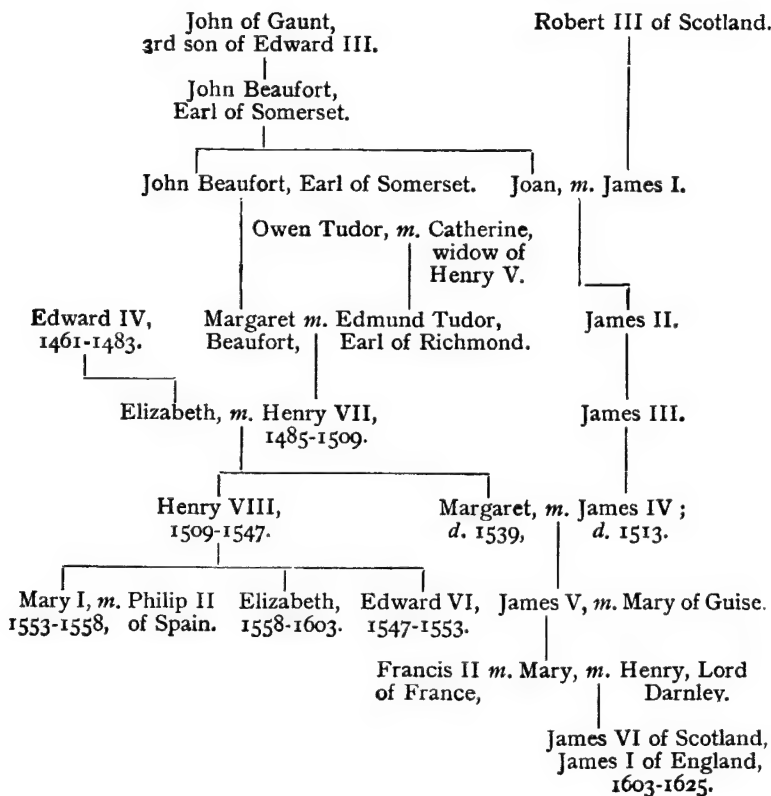 John of Gaunt,
3rd son of Edward III.
Robert III of Scotland.
John Beaufort,
Earl of Somerset.
John Beaufort, Earl of Somerset. Joan, m. James I.
Owen Tudor, m. Catherine,
widow of
Henry V.
Edward IV,
1461-1483.
Margaret m. Edmund Tudor,
Beaufort, Earl of Richmond.
James II.
Elizabeth, m. Henry VII,
1485-1509.
James III.
Henry VIII,
1509-1547.
Margaret, m. James IV ;
d. 1539, d. 1513.
Mary I, m. Philip II
1553-1558, of Spain.
Elizabeth,
1558-1603.
Edward VI,
1547-1553.
James V, m. Mary of Guise.
Francis II m. Mary, m. Henry, Lord
of France, Darnley.
James VI of Scotland,
James I of England,
1603-1625.